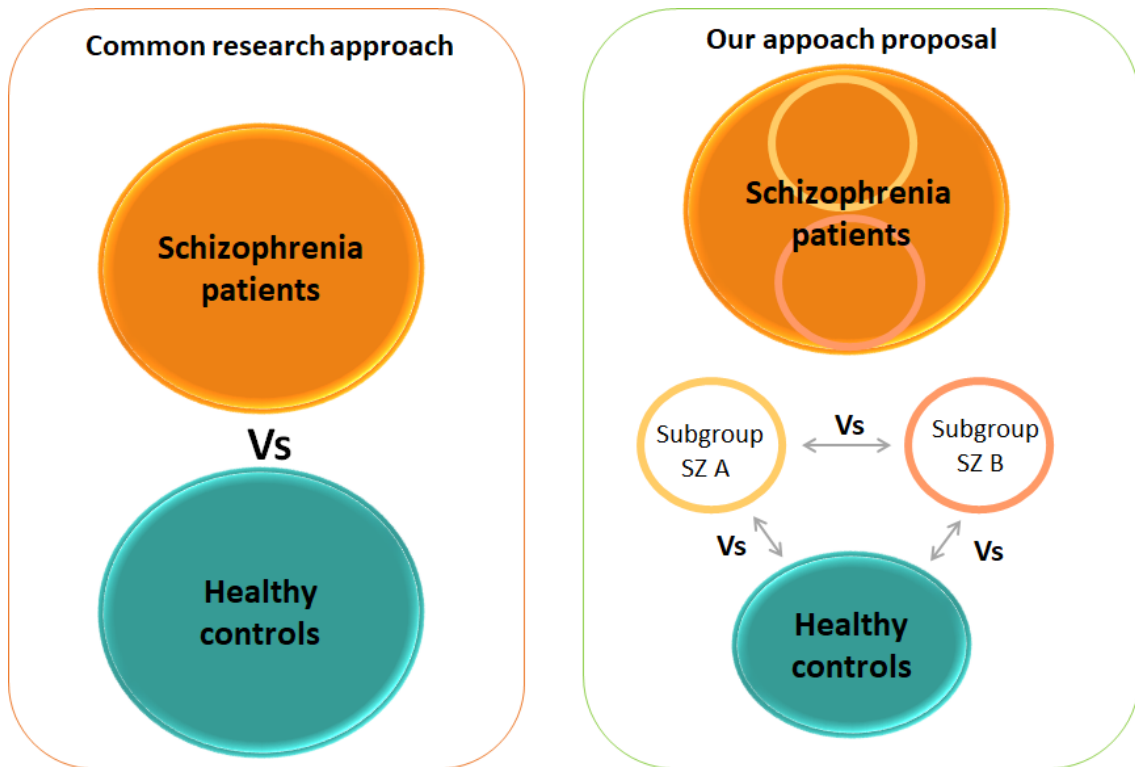 Common research approach
Schizophrenia
patients
Vs
Healthy
controls
Our appoach proposal
Schizophrenia
patients
Subgroup
SZ A
Vs
Subgroup
SZ B
Vs
Vs
Healthy
controls